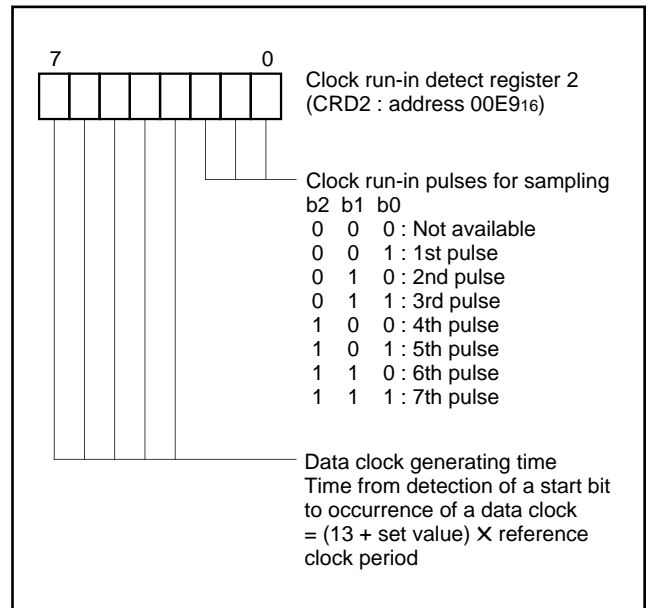 7 0
Clock run-in detect register 2
(CRD2 : address 00E916)
Clock run-in pulses for sampling
b2 b1 b0
0 0 0 : Not available
0 0 1 : 1st pulse
0 1 0 : 2nd pulse
0 1 1 : 3rd pulse
1 0 0 : 4th pulse
1 0 1 : 5th pulse
1 1 0 : 6th pulse
1 1 1 : 7th pulse
Data clock generating time
Time from detection of a start bit
to occurrence of a data clock
= (13 + set value) ✕ reference
clock period